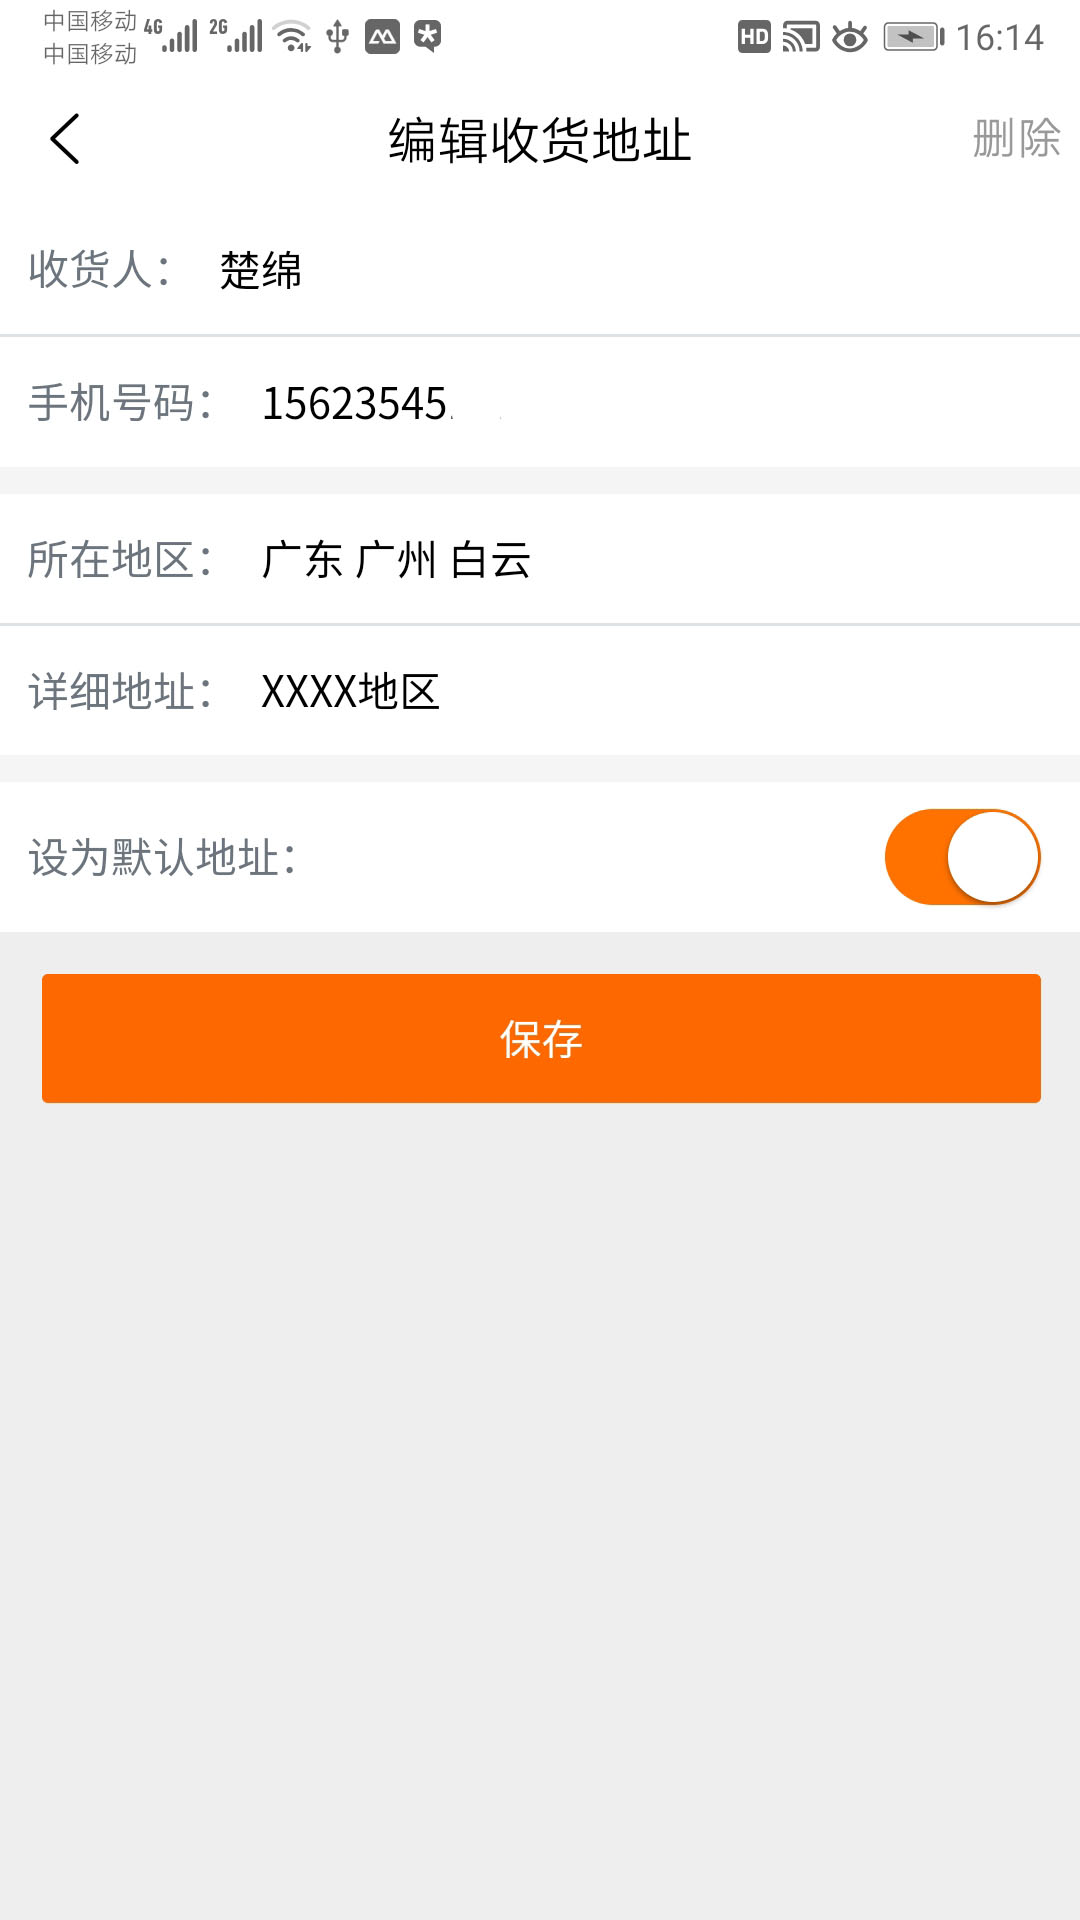 中国移动 4G 2G HD 16:14
中国移动
编辑收货地址 删除
收货人： 楚绵
手机号码： 15623545
所在地区： 广东 广州 白云
详细地址： XXXX地区
设为默认地址：
保存